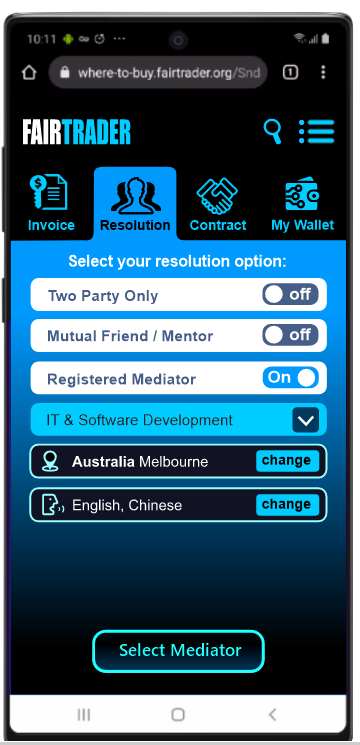 10:11
where-to-buy.fairtrader.org/Snd
1
FAIRTRADER
Invoice
Resolution
Contract
My Wallet
Select your resolution option:
Two Party Only
off
Mutual Friend / Mentor
off
Registered Mediator
On
IT & Software Development
Australia Melbourne
change
English, Chinese
change
Select Mediator